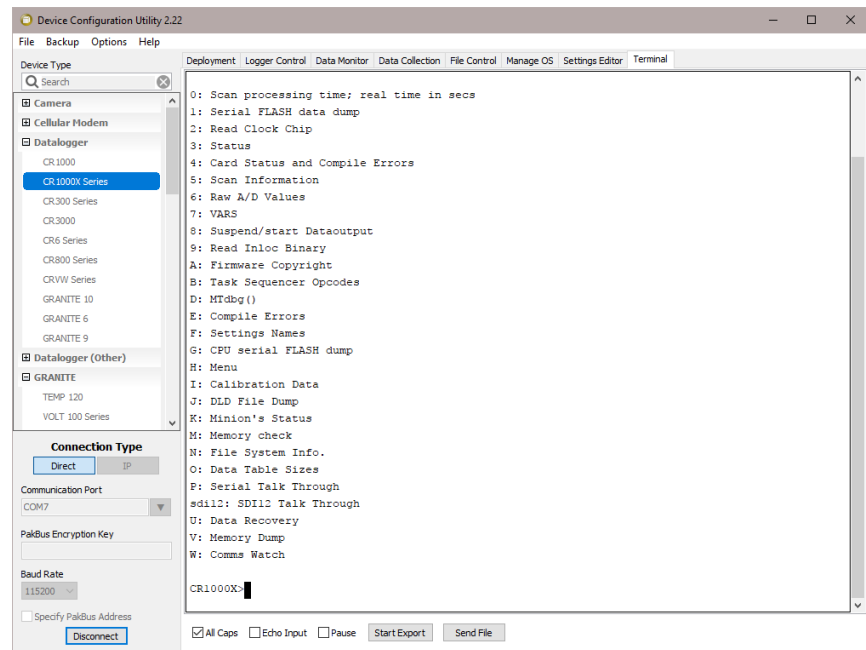 Device Configuration Utility 2.22
File Backup Options Help
Device Type
Search
Camera
Cellular Modem
Datalogger
CR1000
CR1000X Series
CR300 Series
CR3000
CR6 Series
CR800 Series
CRVW Series
GRANITE 10
GRANITE 6
GRANITE 9
Datalogger (Other)
GRANITE
TEMP 120
VOLT 100 Series
Connection Type
Direct IP
Communication Port
COM7
PakBus Encryption Key
Baud Rate
115200
Specify PakBus Address
Disconnect
Deployment Logger Control Data Monitor Data Collection File Control Manage OS Settings Editor Terminal
0: Scan processing time; real time in secs
1: Serial FLASH data dump
2: Read Clock Chip
3: Status
4: Card Status and Compile Errors
5: Scan Information
6: Raw A/D Values
7: VARS
8: Suspend/start Dataoutput
9: Read Inloc Binary
A: Firmware Copyright
B: Task Sequencer Opcodes
D: MTdbg()
E: Compile Errors
F: Settings Names
G: CPU serial FLASH dump
H: Menu
I: Calibration Data
J: DLD File Dump
K: Minion's Status
M: Memory check
N: File System Info.
O: Data Table Sizes
P: Serial Talk Through
sdi12: SDI12 Talk Through
U: Data Recovery
V: Memory Dump
W: Comms Watch
CR1000X>
All Caps Echo Input Pause Start Export Send File